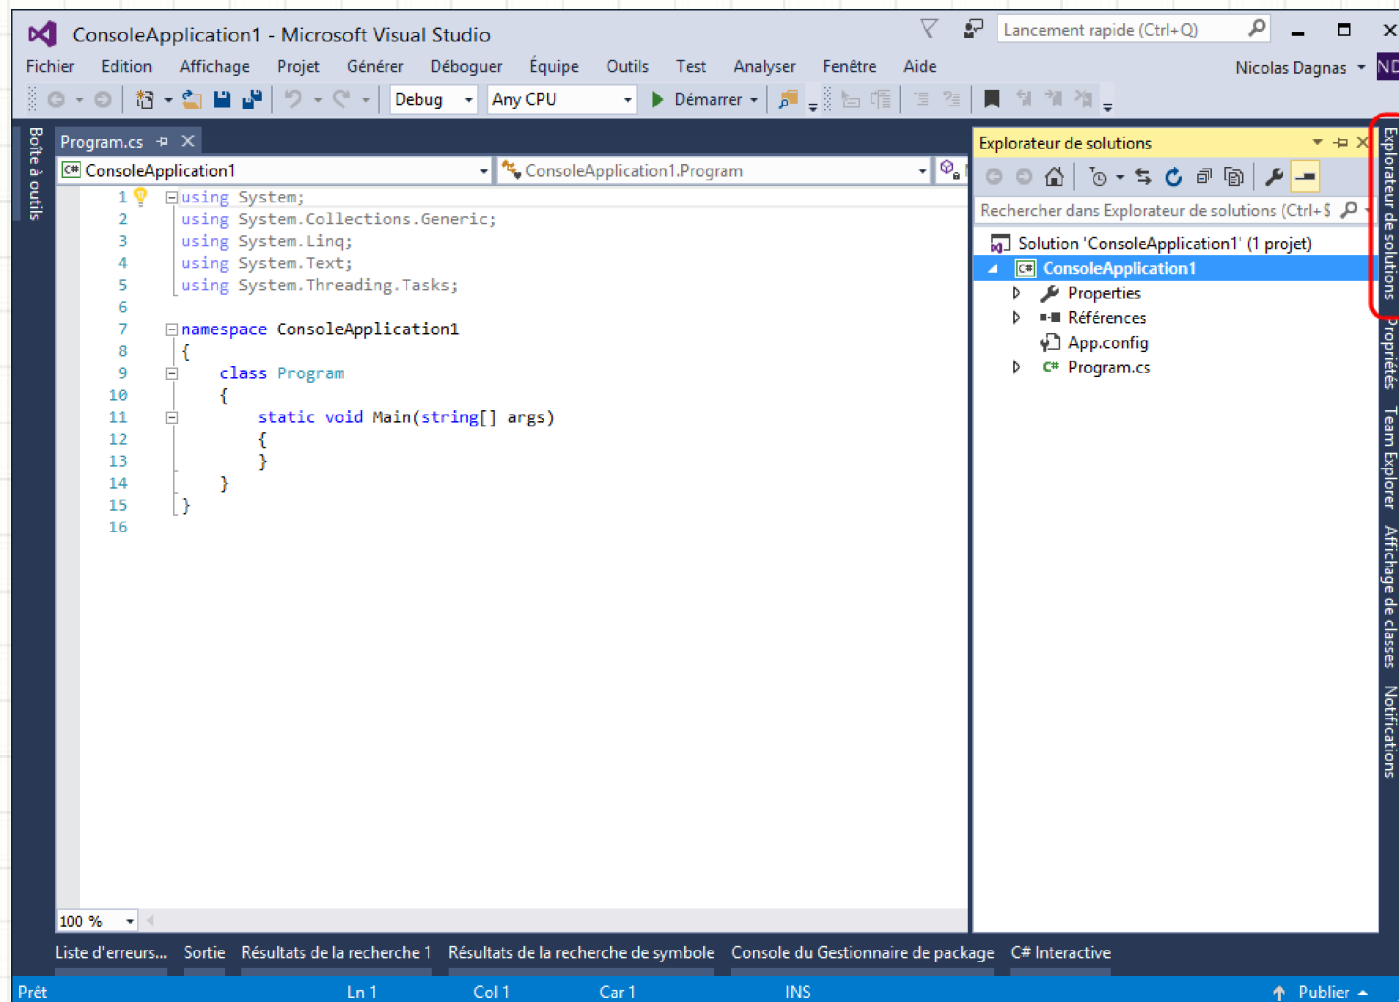 ConsoleApplication1 - Microsoft Visual Studio
Lancement rapide (Ctrl+Q)
Fichier Edition Affichage Projet Générer Déboguer Équipe Outils Test Analyser Fenêtre Aide
Nicolas Dagnas ND
Debug Any CPU Démarrer
Boîte à outils
Program.cs
ConsoleApplication1 ConsoleApplication1.Program
1 using System;
2 using System.Collections.Generic;
3 using System.Linq;
4 using System.Text;
5 using System.Threading.Tasks;
6
7 namespace ConsoleApplication1
8 {
9 class Program
10 {
11 static void Main(string[] args)
12 {
13 }
14 }
15 }
16
100 %
Explorateur de solutions
Rechercher dans Explorateur de solutions (Ctrl+$
Solution 'ConsoleApplication1' (1 projet)
C# ConsoleApplication1
Properties
Références
App.config
C# Program.cs
Explorateur de solutions
Propriétés
Team Explorer
Affichage de classes
Notifications
Liste d'erreurs... Sortie Résultats de la recherche 1 Résultats de la recherche de symbole Console du Gestionnaire de package C# Interactive
Prêt Ln 1 Col 1 Car 1 INS Publier